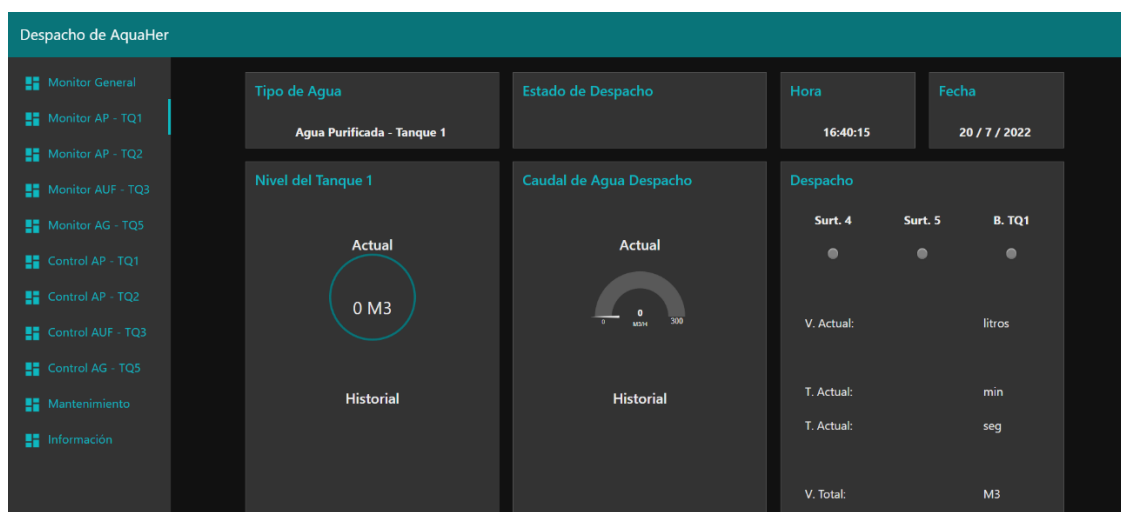 Despacho de AquaHer
Monitor General
Monitor AP - TQ1
Monitor AP - TQ2
Monitor AUF - TQ3
Monitor AG - TQ5
Control AP - TQ1
Control AP - TQ2
Control AUF - TQ3
Control AG - TQ5
Mantenimiento
Información
Tipo de Agua
Agua Purificada - Tanque 1
Estado de Despacho
Hora
16:40:15
Fecha
20 / 7 / 2022
Nivel del Tanque 1
Actual
0 M3
Historial
Caudal de Agua Despacho
Actual
0
0 300
M3/H
Historial
Despacho
Surt. 4 Surt. 5 B. TQ1
V. Actual: litros
T. Actual: min
T. Actual: seg
V. Total: M3